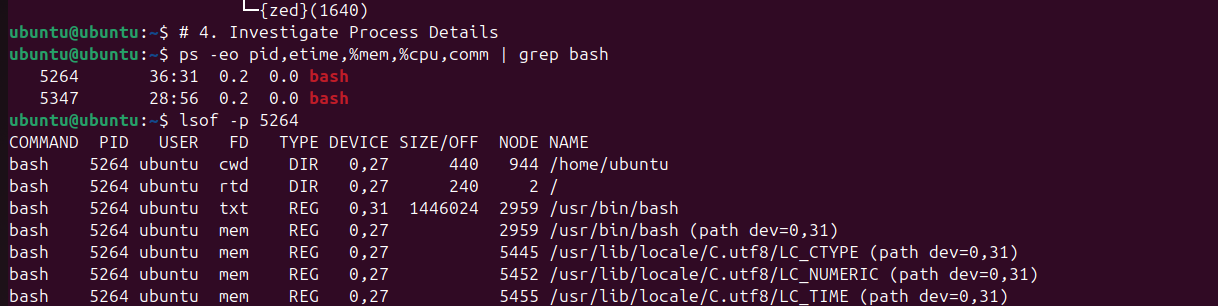 └─{zed}(1640)
ubuntu@ubuntu:~$ # 4. Investigate Process Details
ubuntu@ubuntu:~$ ps -eo pid,etime,%mem,%cpu,comm | grep bash
   5264       36:31  0.2  0.0 bash
   5347       28:56  0.2  0.0 bash
ubuntu@ubuntu:~$ lsof -p 5264
COMMAND  PID   USER   FD   TYPE DEVICE SIZE/OFF  NODE NAME
bash    5264 ubuntu  cwd    DIR   0,27      440   944 /home/ubuntu
bash    5264 ubuntu  rtd    DIR   0,27      240     2 /
bash    5264 ubuntu  txt    REG   0,31  1446024  2959 /usr/bin/bash
bash    5264 ubuntu  mem    REG   0,27           2959 /usr/bin/bash (path dev=0,31)
bash    5264 ubuntu  mem    REG   0,27           5445 /usr/lib/locale/C.utf8/LC_CTYPE (path dev=0,31)
bash    5264 ubuntu  mem    REG   0,27           5452 /usr/lib/locale/C.utf8/LC_NUMERIC (path dev=0,31)
bash    5264 ubuntu  mem    REG   0,27           5455 /usr/lib/locale/C.utf8/LC_TIME (path dev=0,31)